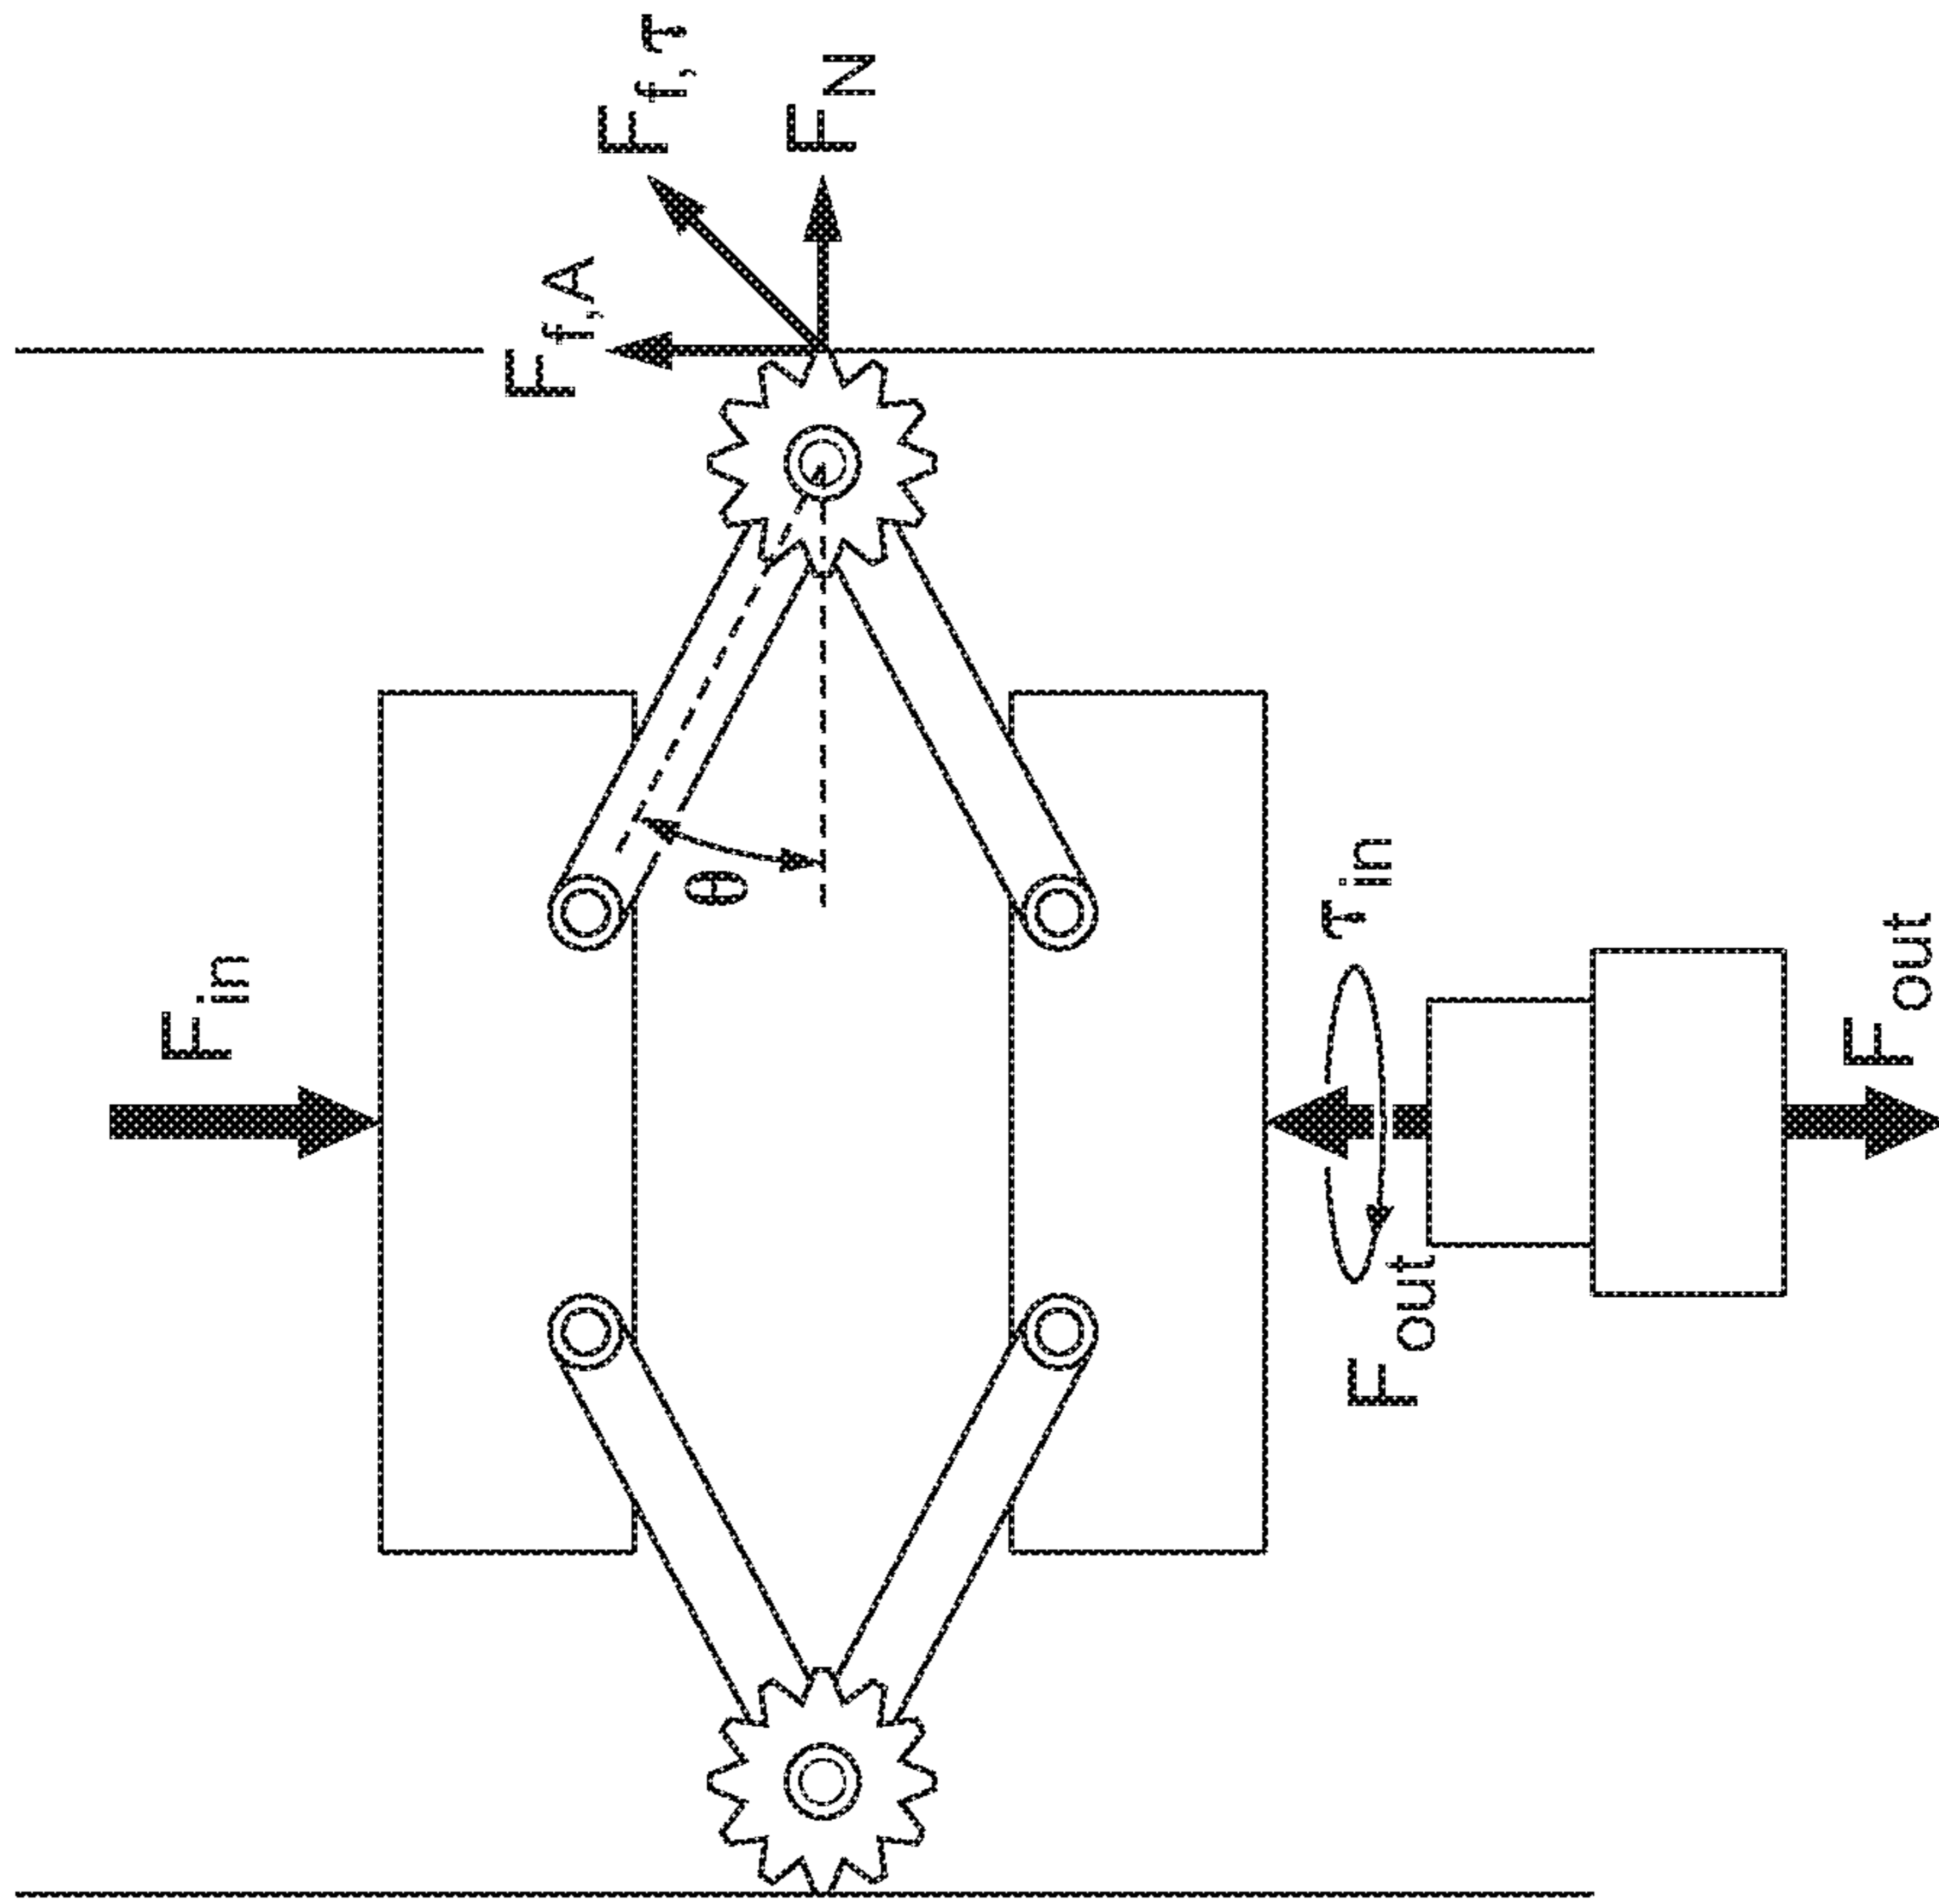 F_in
F_f,A
F_f,τ
F_N
θ
F_out
τ_in
F_out